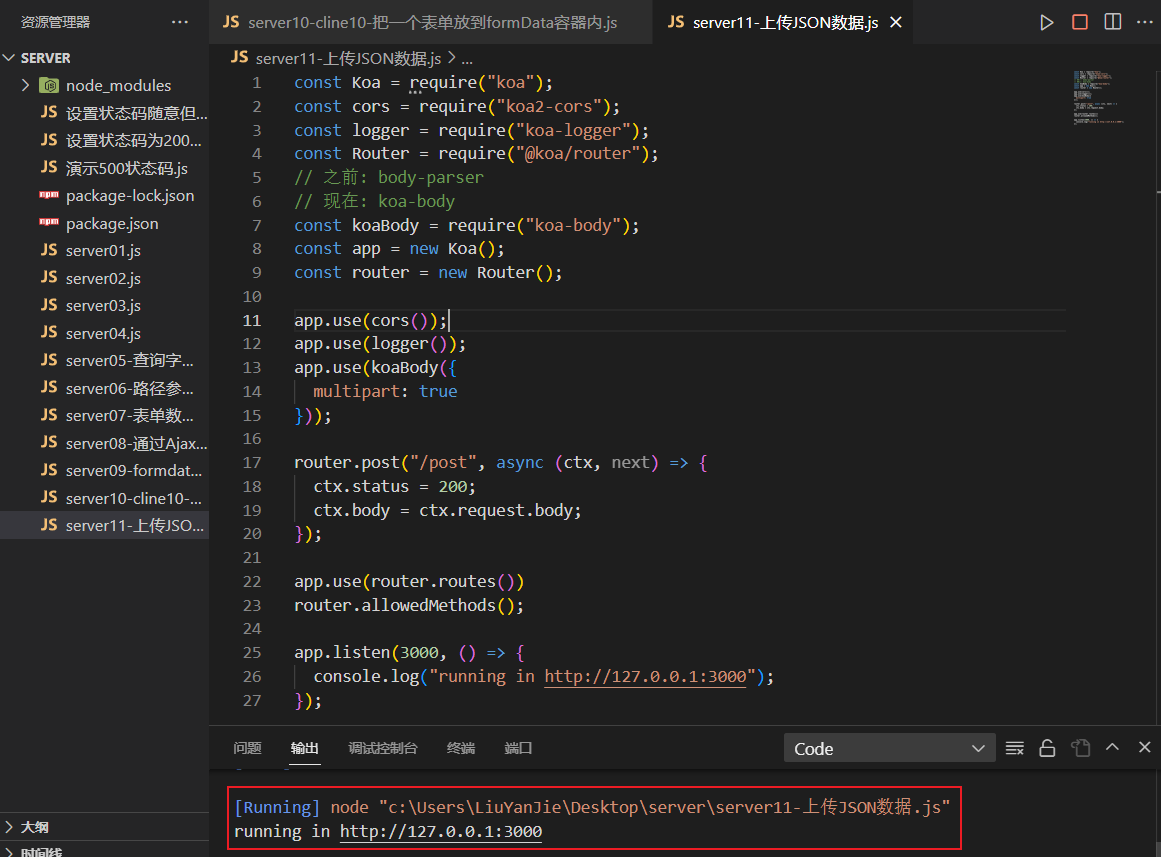 资源管理器 ···
SERVER
node_modules
JS 设置状态码随意但...
JS 设置状态码为200...
JS 演示500状态码.js
npm package-lock.json
npm package.json
JS server01.js
JS server02.js
JS server03.js
JS server04.js
JS server05-查询字...
JS server06-路径参...
JS server07-表单数...
JS server08-通过Ajax...
JS server09-formdat...
JS server10-cline10-...
JS server11-上传JSO...
大纲
时间线
JS server10-cline10-把一个表单放到formData容器内.js
JS server11-上传JSON数据.js
JS server11-上传JSON数据.js > ...
1 const Koa = require("koa");
2 const cors = require("koa2-cors");
3 const logger = require("koa-logger");
4 const Router = require("@koa/router");
5 // 之前: body-parser
6 // 现在: koa-body
7 const koaBody = require("koa-body");
8 const app = new Koa();
9 const router = new Router();
10
11 app.use(cors());
12 app.use(logger());
13 app.use(koaBody({
14 multipart: true
15 }));
16
17 router.post("/post", async (ctx, next) => {
18 ctx.status = 200;
19 ctx.body = ctx.request.body;
20 });
21
22 app.use(router.routes())
23 router.allowedMethods();
24
25 app.listen(3000, () => {
26 console.log("running in http://127.0.0.1:3000");
27 });
问题 输出 调试控制台 终端 端口 Code
[Running] node "c:\Users\LiuYanJie\Desktop\server\server11-上传JSON数据.js"
running in http://127.0.0.1:3000